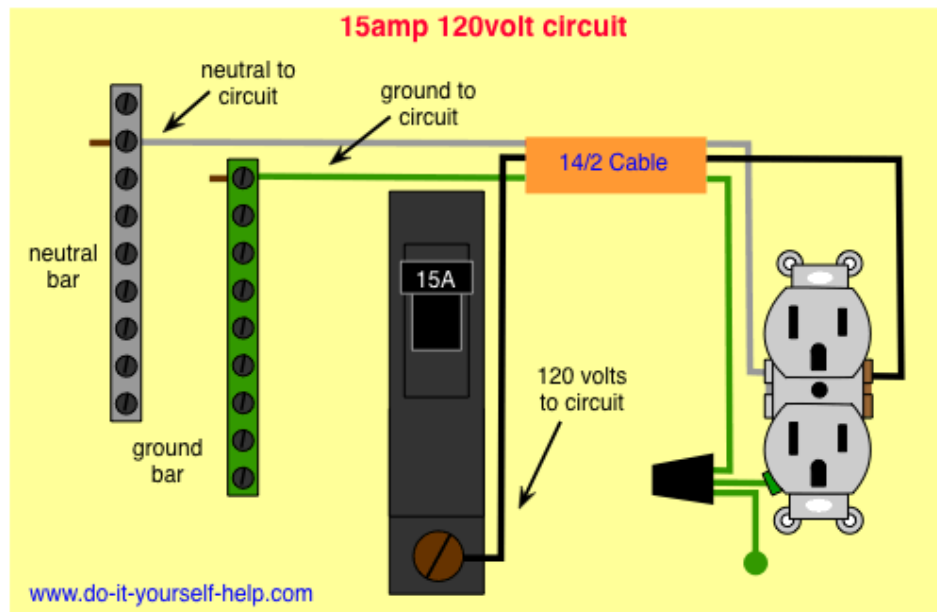 15amp 120volt circuit
neutral to
circuit
ground to
circuit
14/2 Cable
neutral
bar
15A
120 volts
to circuit
ground
bar
www.do-it-yourself-help.com